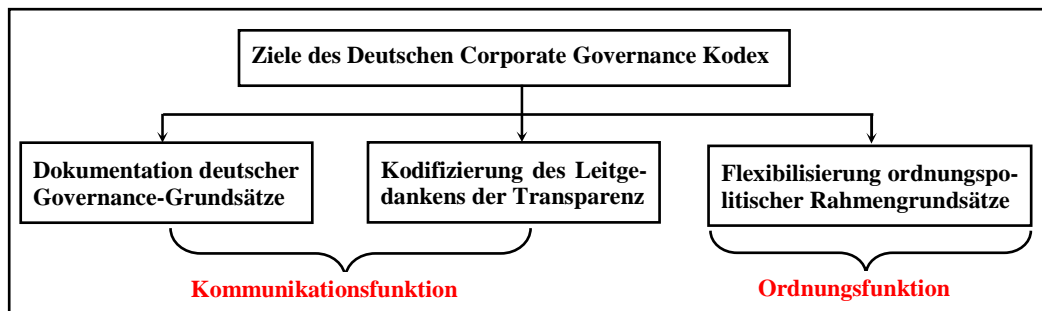 Ziele des Deutschen Corporate Governance Kodex
Dokumentation deutscher
Governance-Grundsätze
Kodifizierung des Leitge-
dankens der Transparenz
Flexibilisierung ordnungspo-
litischer Rahmengrundsätze
Kommunikationsfunktion
Ordnungsfunktion